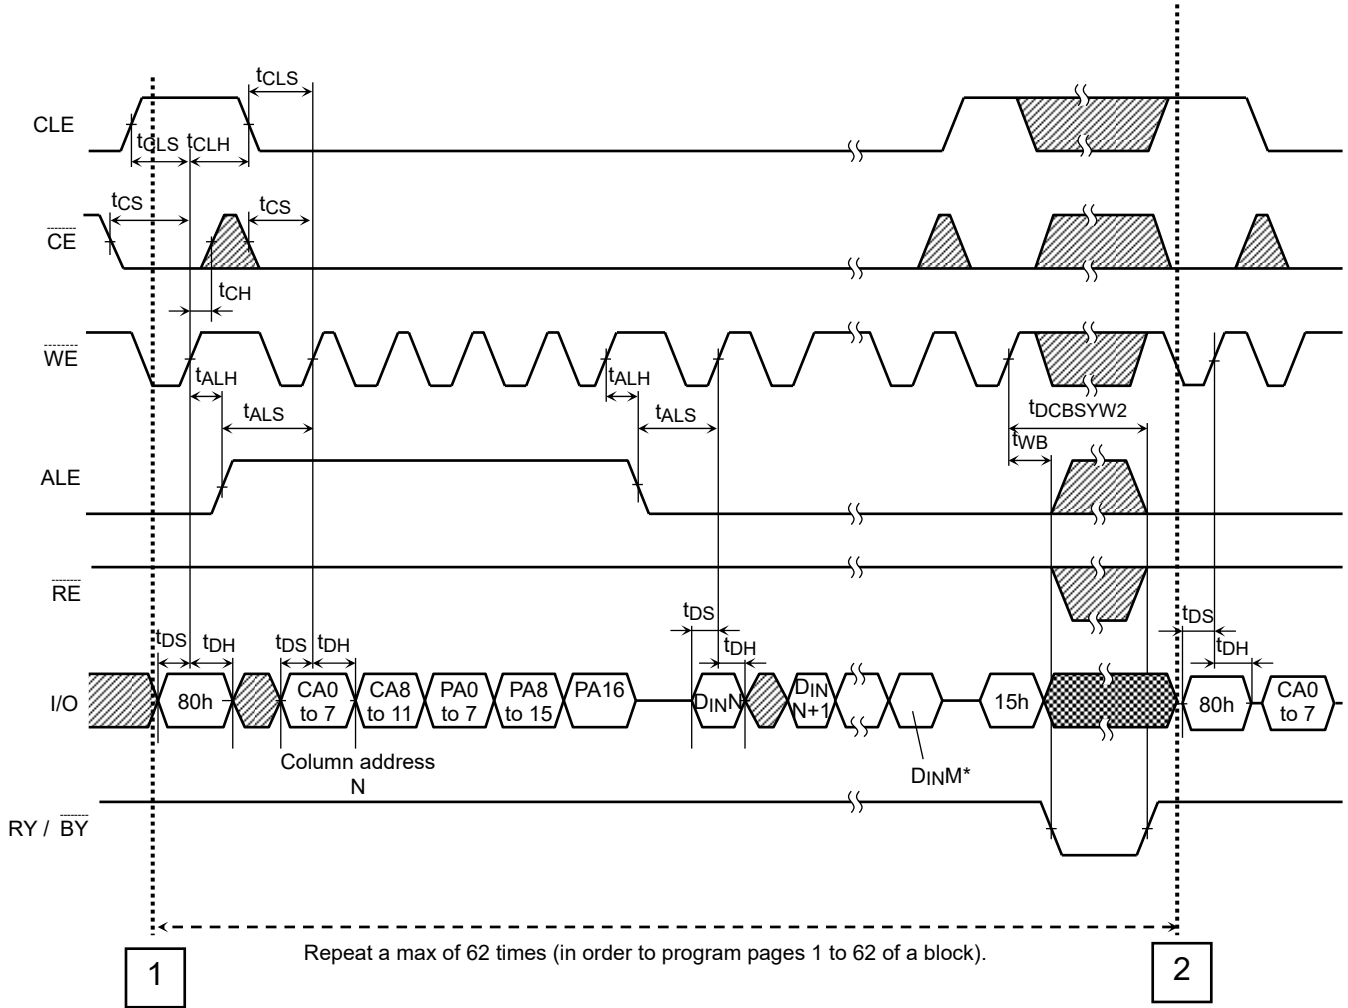 tCLS
CLE
tCLS tCLH
tCS tCS
CE
tCH
WE
tALH tALH
tALS tALS tDCBSYW2
tWB
ALE
RE
tDS tDS
tDS tDH tDS tDH tDH tDH
I/O 80h CA0 to 7 CA8 to 11 PA0 to 7 PA8 to 15 PA16 DINN DIN N+1 15h 80h CA0 to 7
Column address
N
DINM*
RY / BY
Repeat a max of 62 times (in order to program pages 1 to 62 of a block).
1 2